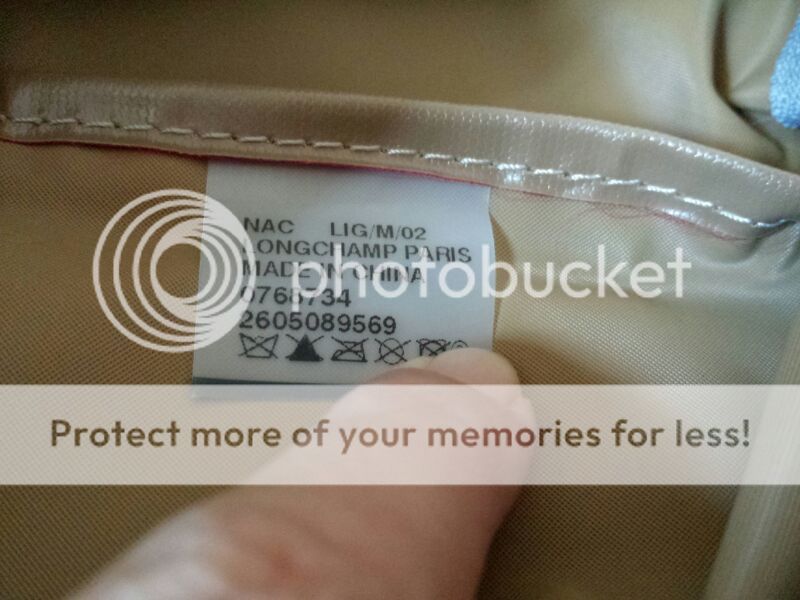 NAC LIG/M/02
LONGCHAMP PARIS
MADE IN CHINA
0768734
2605089569
photobucket
Protect more of your memories for less!